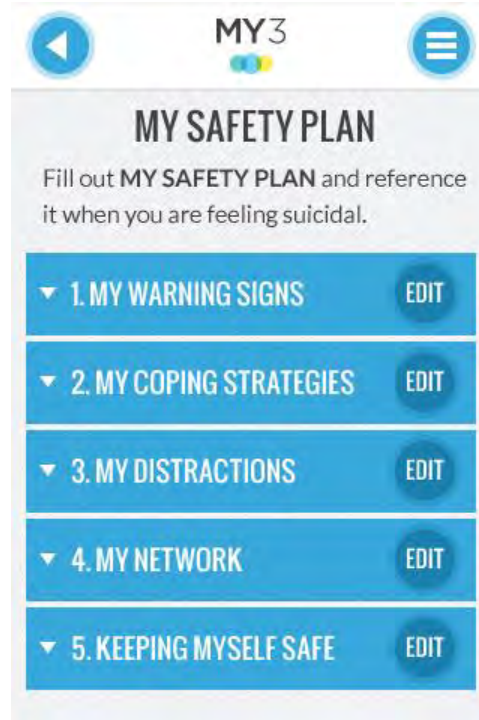 MY3
MY SAFETY PLAN
Fill out MY SAFETY PLAN and reference
it when you are feeling suicidal.
1. MY WARNING SIGNS EDIT
2. MY COPING STRATEGIES EDIT
3. MY DISTRACTIONS EDIT
4. MY NETWORK EDIT
5. KEEPING MYSELF SAFE EDIT